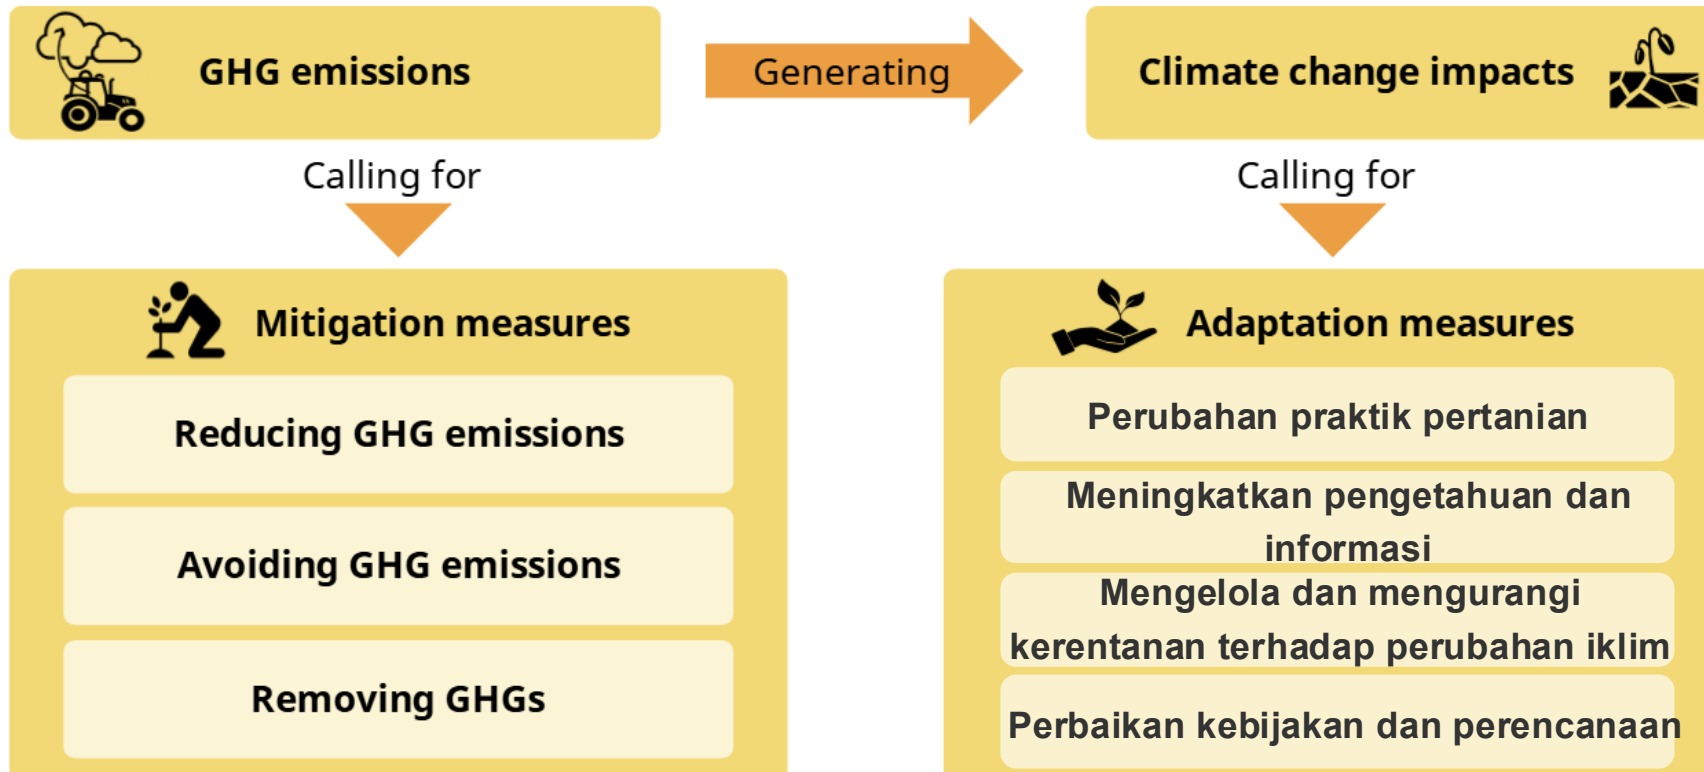 GHG emissions
Generating
Climate change impacts
Calling for
Calling for
Mitigation measures
Reducing GHG emissions
Avoiding GHG emissions
Removing GHGs
Adaptation measures
Perubahan praktik pertanian
Meningkatkan pengetahuan dan
informasi
Mengelola dan mengurangi
kerentanan terhadap perubahan iklim
Perbaikan kebijakan dan perencanaan